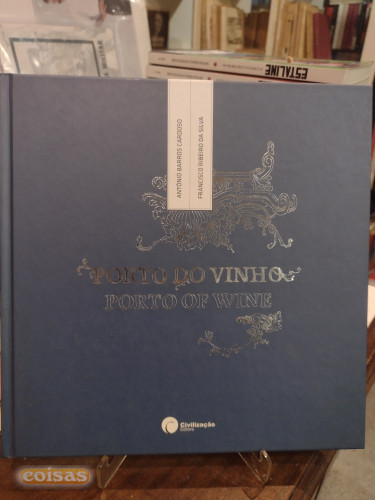 ESTALINE
ANTÓNIO BARROS CARDOSO
FRANCISCO RIBEIRO DA SILVA
PORTO DO VINHO
PORTO OF WINE
Civilização
Editora
coisas